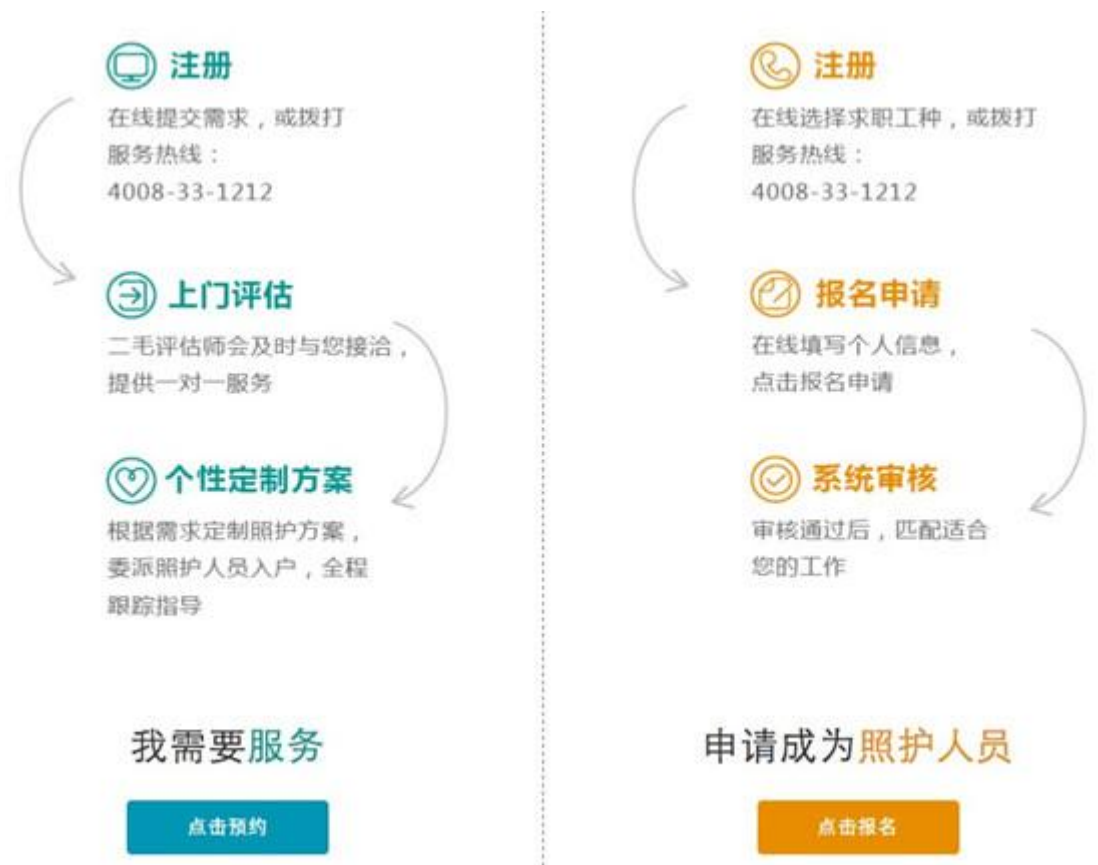 注册
在线提交需求，或拨打
服务热线：
4008-33-1212
上门评估
二毛评估师会及时与您接洽，
提供一对一服务
个性定制方案
根据需求定制照护方案，
委派照护人员入户，全程
跟踪指导
我需要服务
点击预约
注册
在线选择求职工种，或拨打
服务热线：
4008-33-1212
报名申请
在线填写个人信息，
点击报名申请
系统审核
审核通过后，匹配适合
您的工作
申请成为照护人员
点击报名